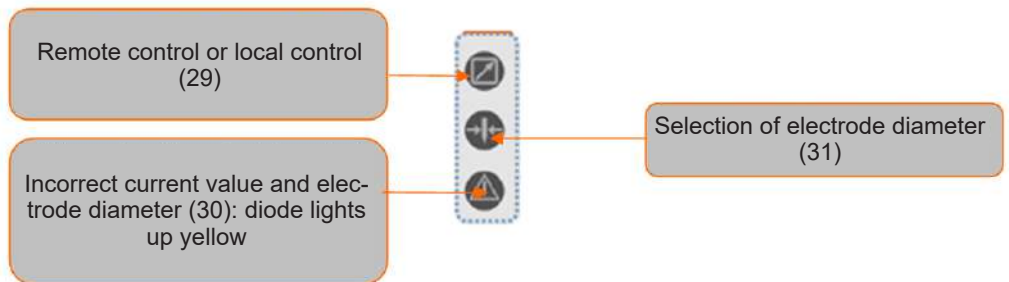 Remote control or local control
(29)
Selection of electrode diameter
(31)
Incorrect current value and elec-
trode diameter (30): diode lights
up yellow